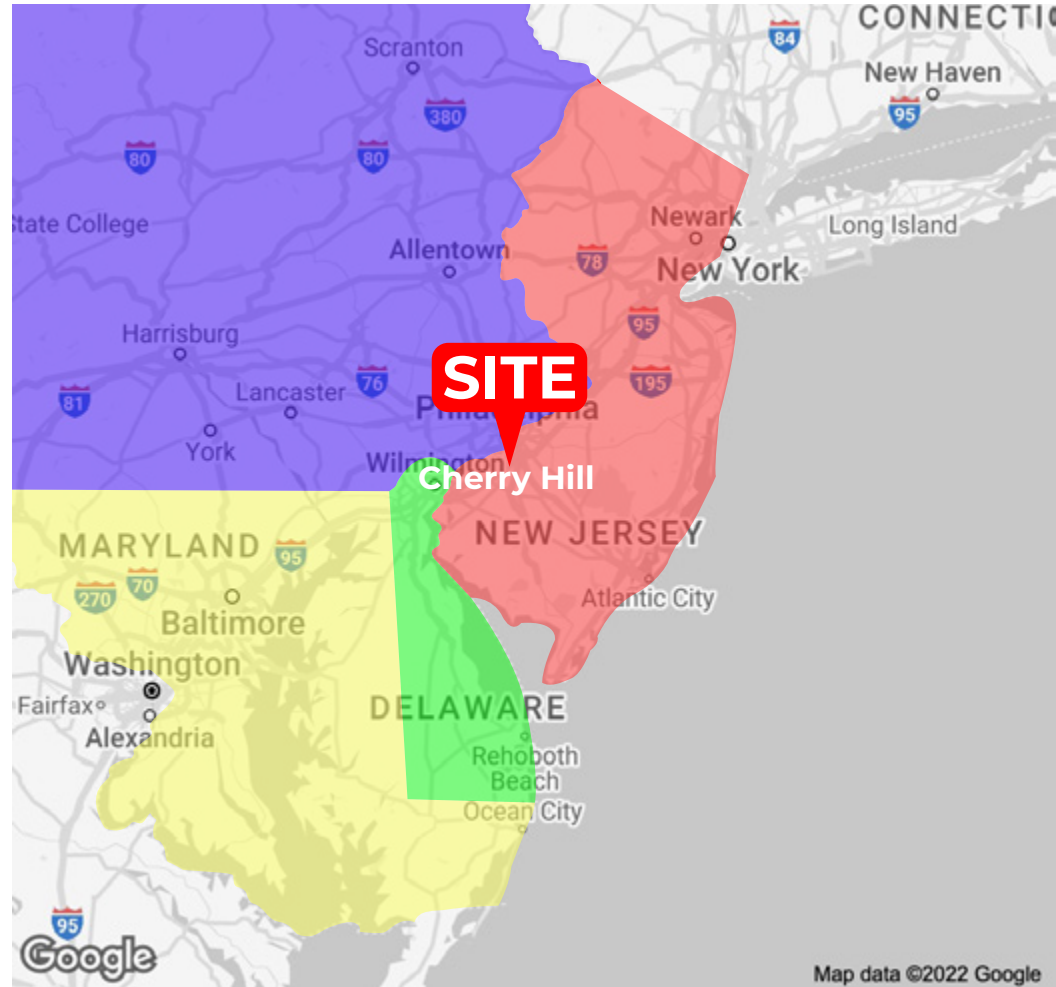 CONNECTIC
84
Scranton
New Haven
380
95
80
80
State College
Newark
Long Island
Allentown
78
New York
95
Harrisburg
SITE
76
195
81
Lancaster
Philadelphia
York
Wilmington
Cherry Hill
NEW JERSEY
MARYLAND
95
70
270
Atlantic City
Baltimore
Washington
Fairfax
DELAWARE
Alexandria
Rehoboth
Beach
Ocean City
95
Google
Map data ©2022 Google